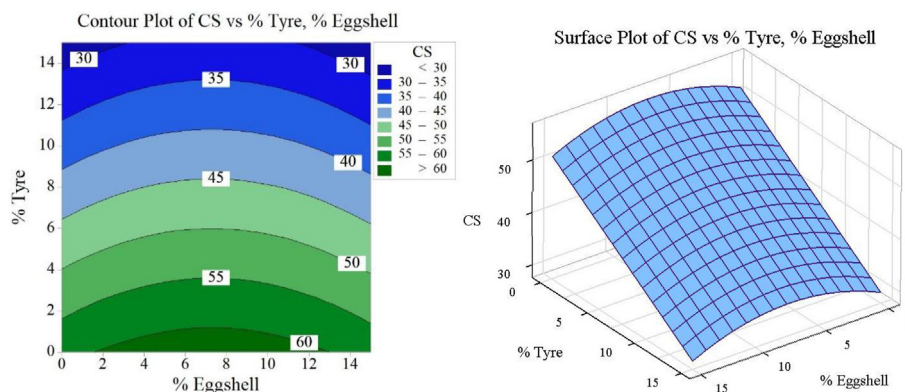 Contour Plot of CS vs % Tyre, % Eggshell
14
12
10
8
6
4
2
0
% Tyre
30
30
35
40
45
50
55
60
0 2 4 6 8 10 12 14
% Eggshell
CS
< 30
30 – 35
35 – 40
40 – 45
45 – 50
50 – 55
55 – 60
> 60
Surface Plot of CS vs % Tyre, % Eggshell
50
40
30
CS
0
5
10
15
% Tyre
15
10
5
% Eggshell